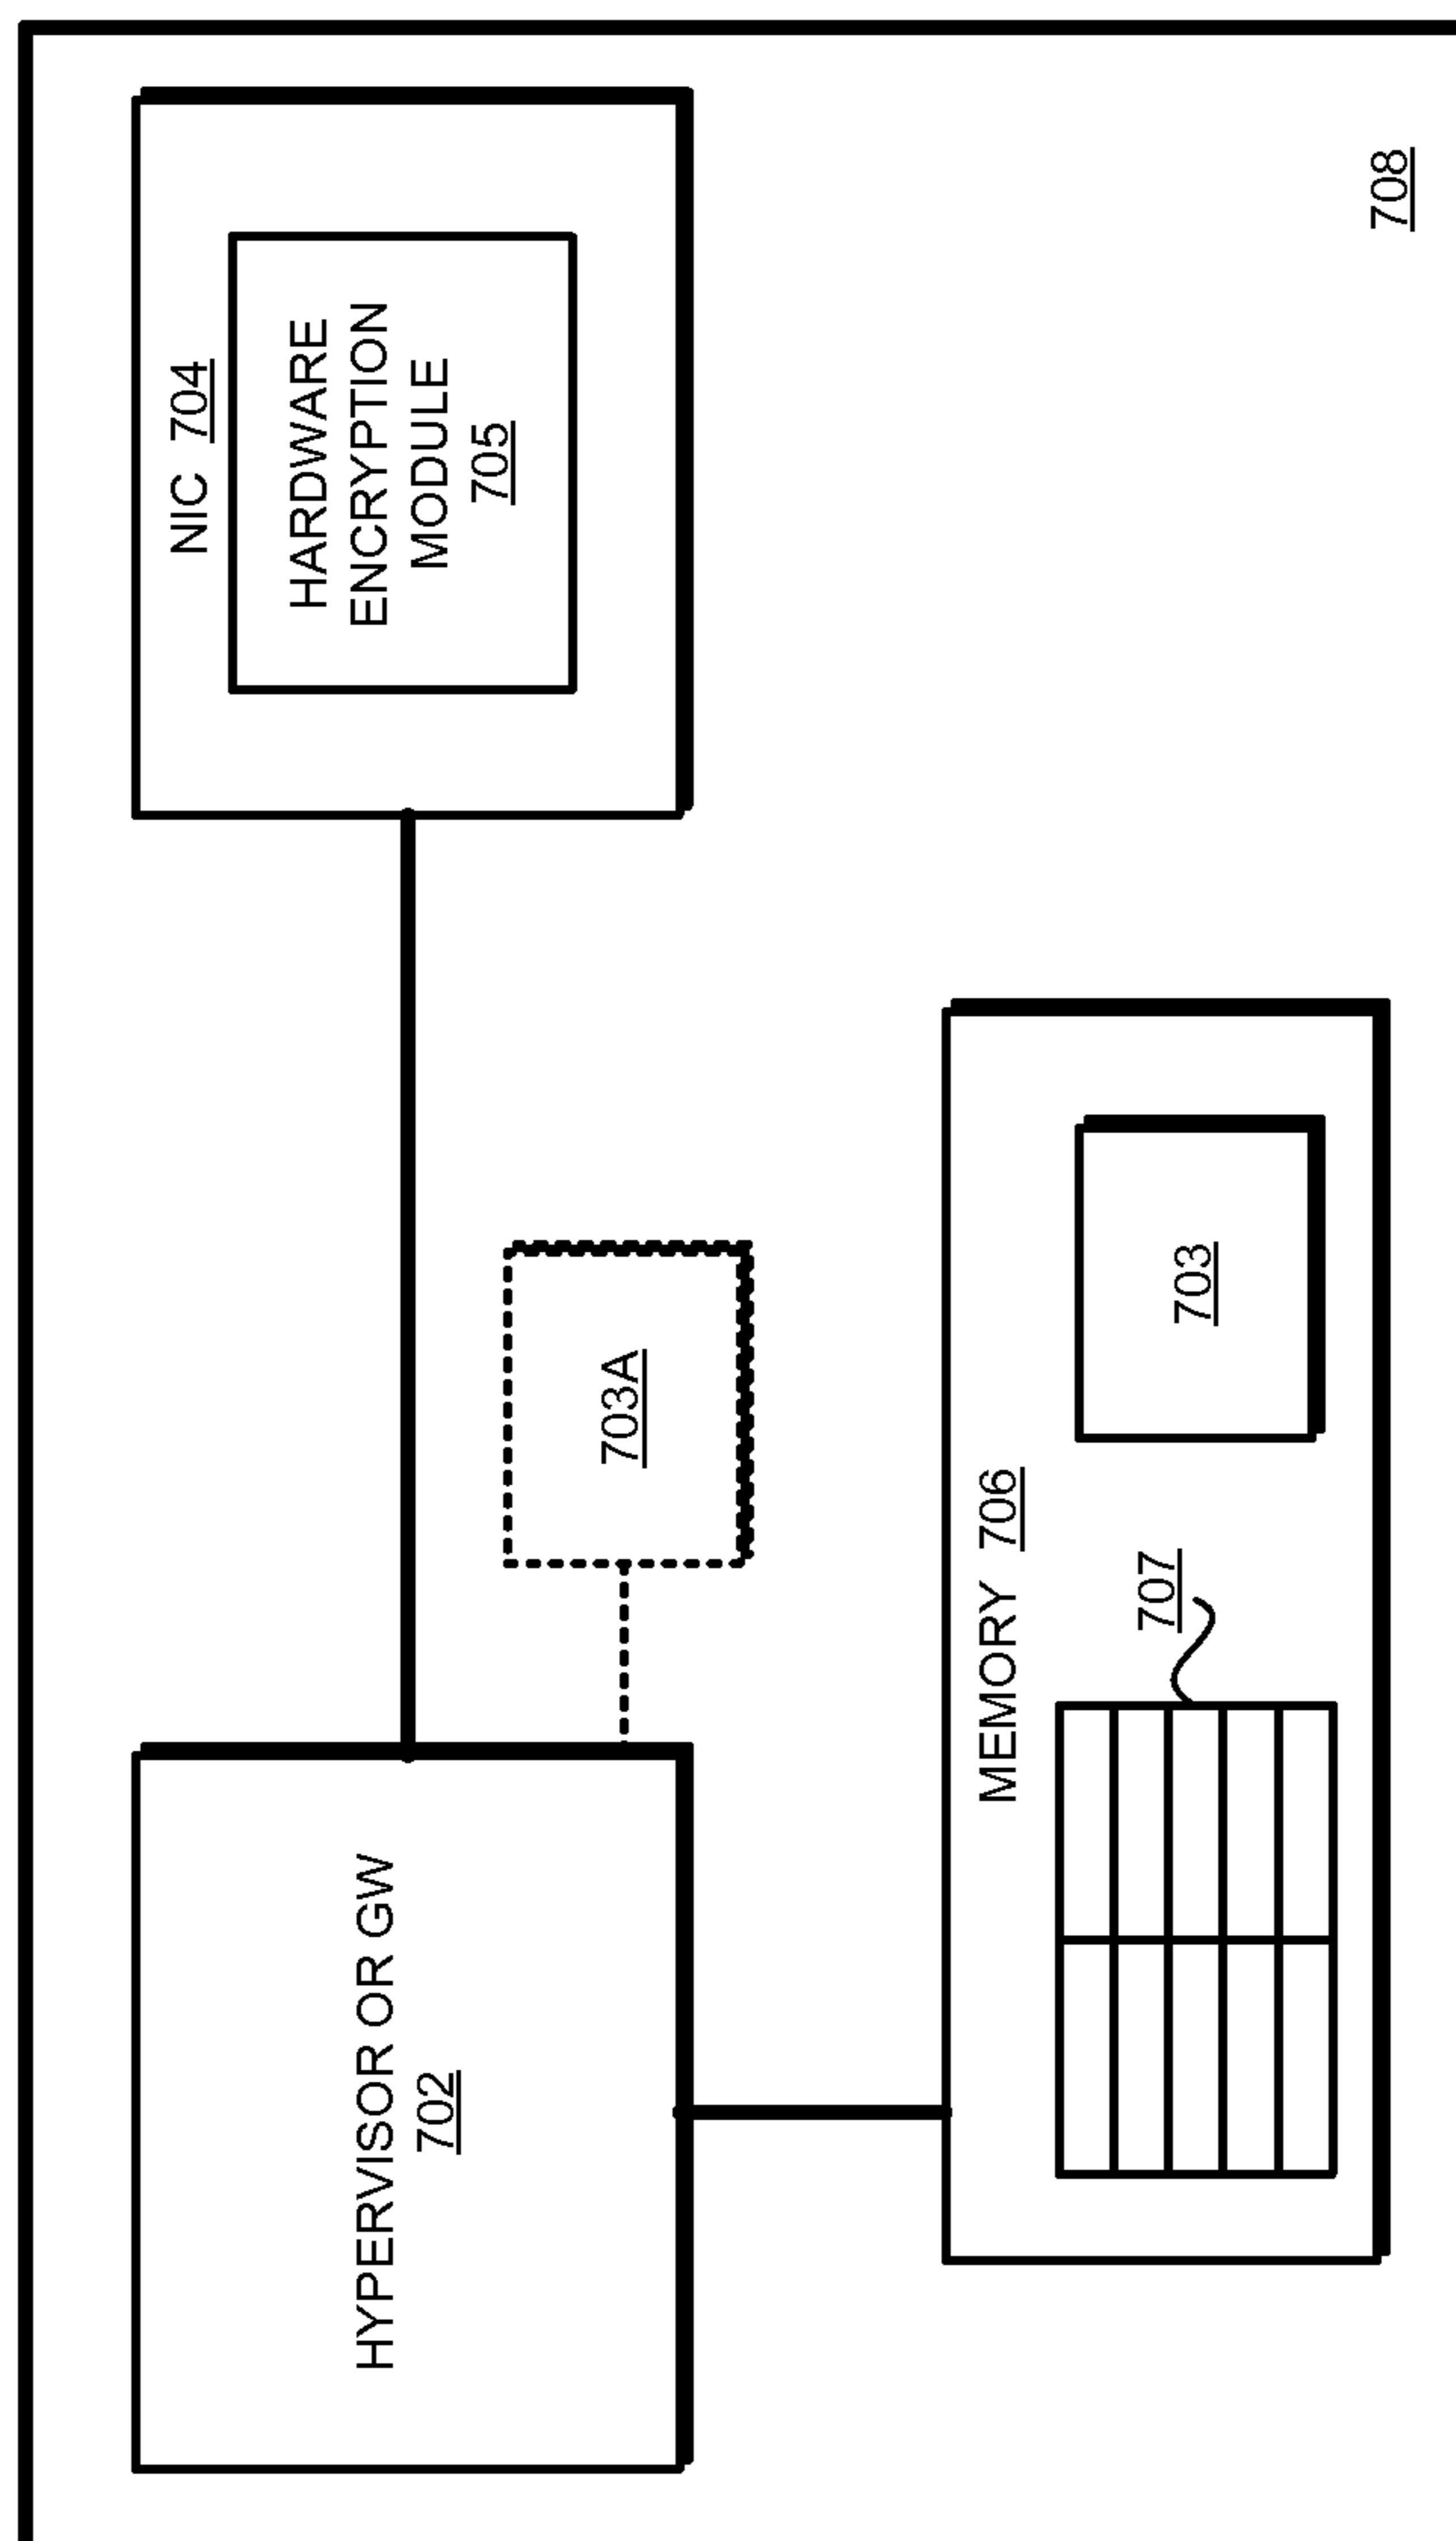 HYPERVISOR OR GW
702
NIC 704
HARDWARE
ENCRYPTION
MODULE
705
703A
MEMORY 706
707
703
708